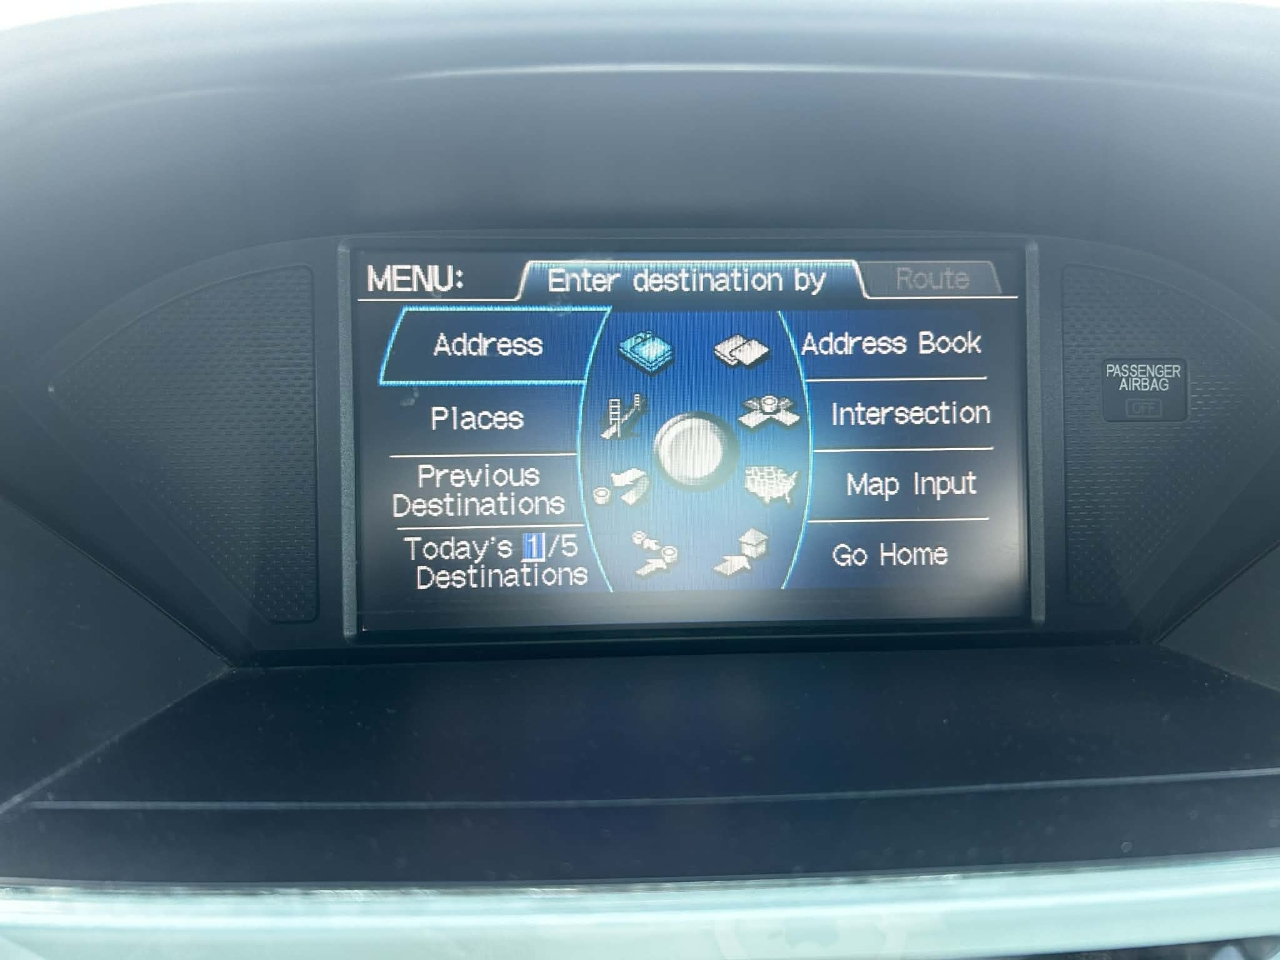 MENU: Enter destination by Route
Address
Address Book
Places
Intersection
Previous
Destinations
Map Input
Today's 1/5
Destinations
Go Home
PASSENGER
AIRBAG
OFF